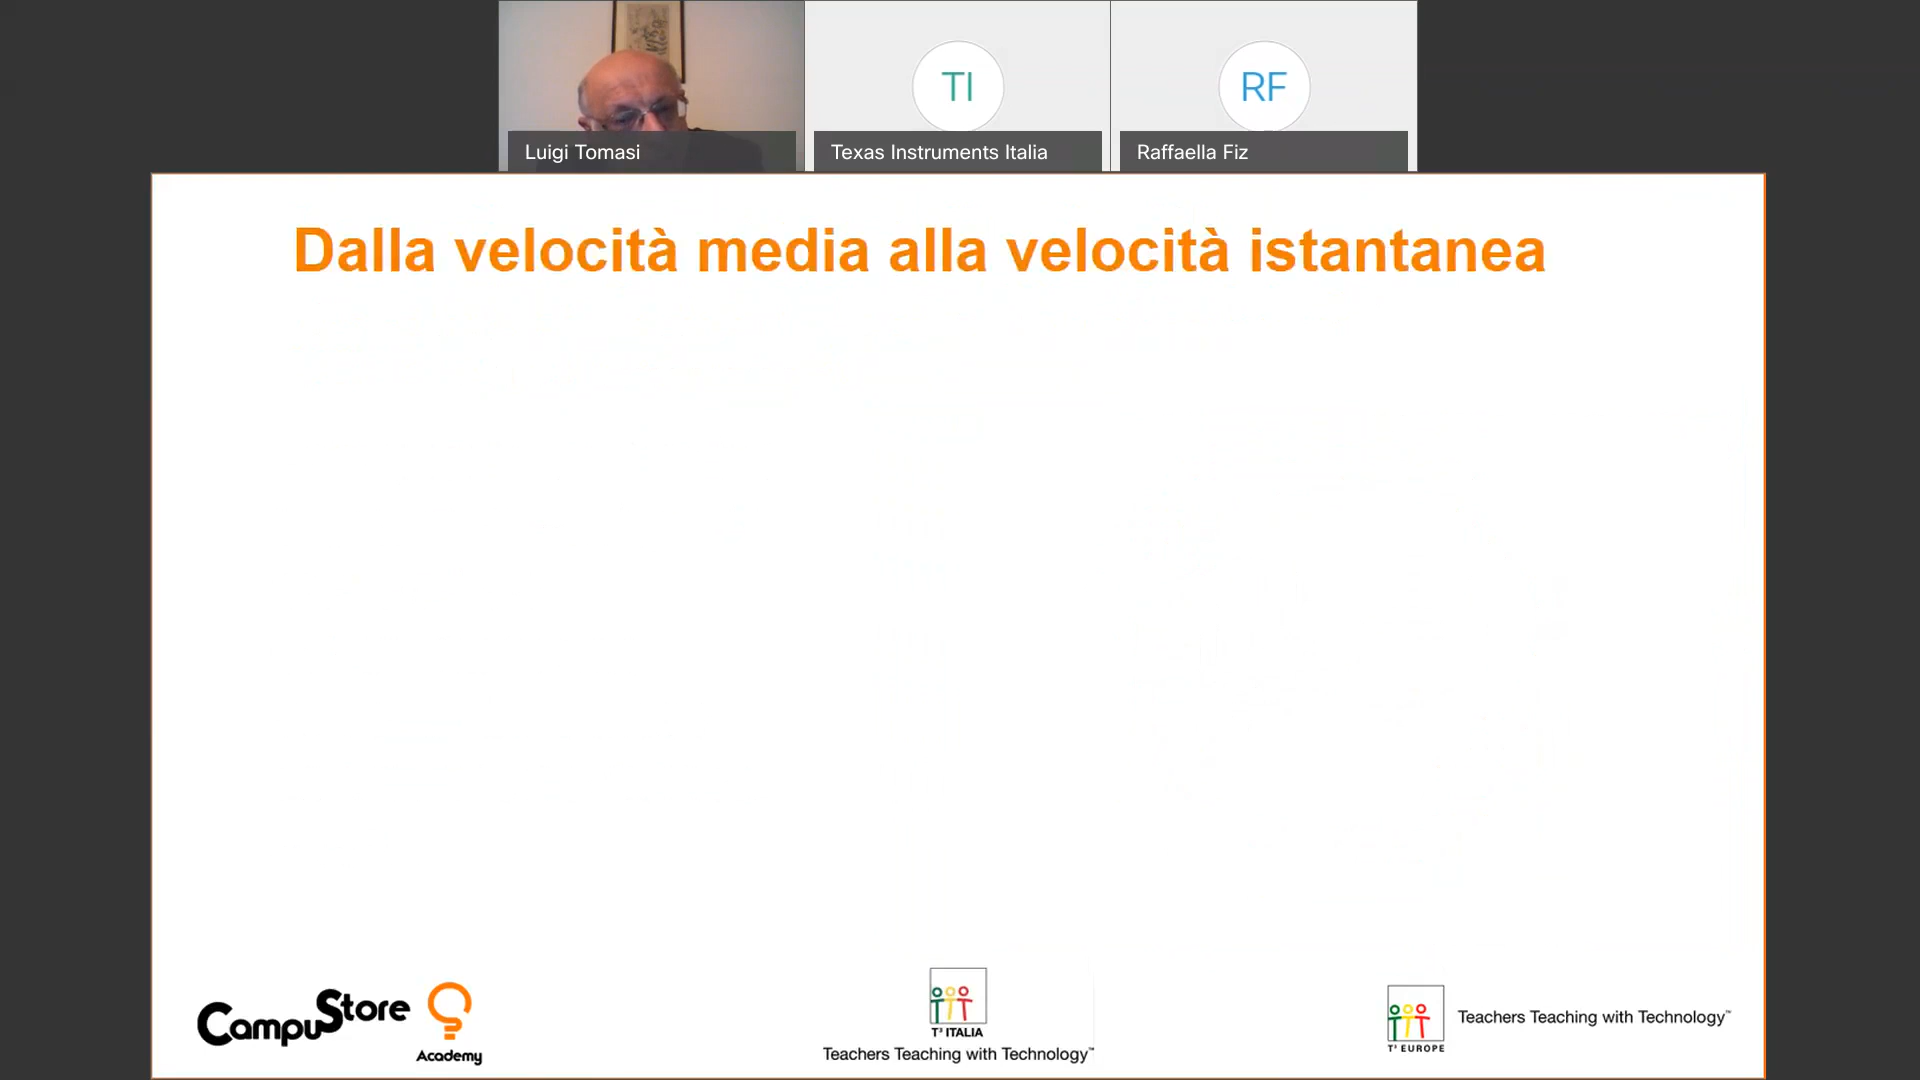 TI
RF
Luigi Tomasi
Texas Instruments Italia
Raffaella Fiz
Dalla velocità media alla velocità istantanea
CampuStore
Academy
T³ ITALIA
Teachers Teaching with Technology™
T³ EUROPE
Teachers Teaching with Technology™